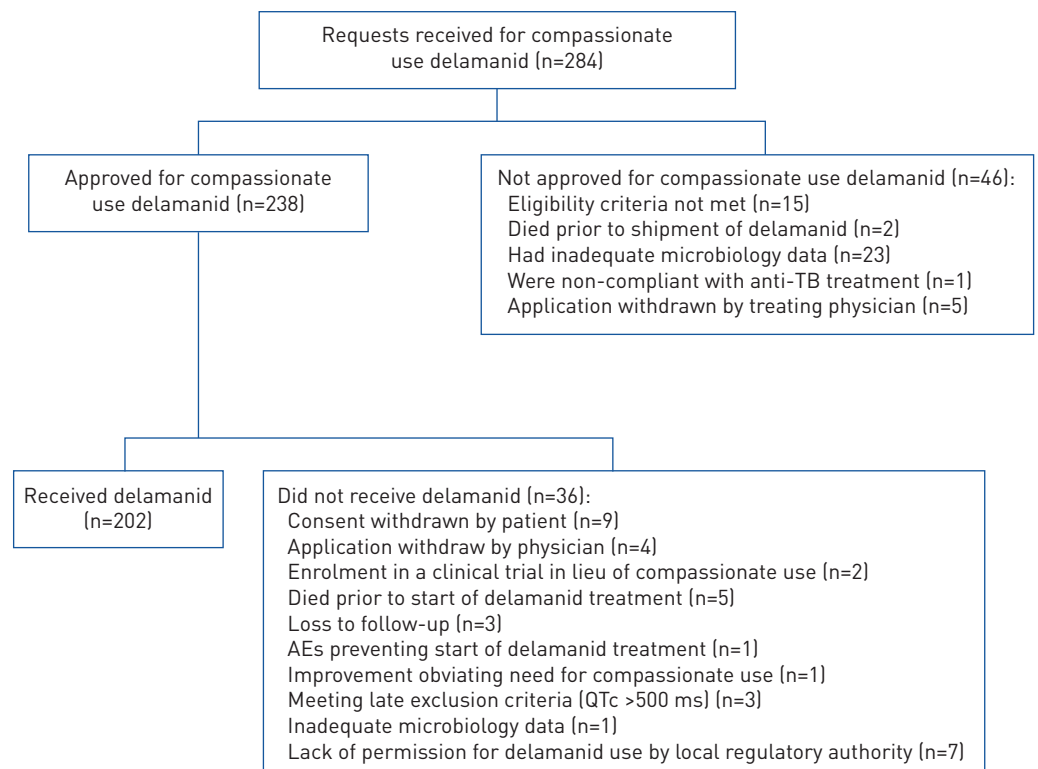 Requests received for compassionate
use delamanid (n=284)
Approved for compassionate
use delamanid (n=238)
Not approved for compassionate use delamanid (n=46):
Eligibility criteria not met (n=15)
Died prior to shipment of delamanid (n=2)
Had inadequate microbiology data (n=23)
Were non-compliant with anti-TB treatment (n=1)
Application withdrawn by treating physician (n=5)
Received delamanid
(n=202)
Did not receive delamanid (n=36):
Consent withdrawn by patient (n=9)
Application withdraw by physician (n=4)
Enrolment in a clinical trial in lieu of compassionate use (n=2)
Died prior to start of delamanid treatment (n=5)
Loss to follow-up (n=3)
AEs preventing start of delamanid treatment (n=1)
Improvement obviating need for compassionate use (n=1)
Meeting late exclusion criteria (QTc >500 ms) (n=3)
Inadequate microbiology data (n=1)
Lack of permission for delamanid use by local regulatory authority (n=7)